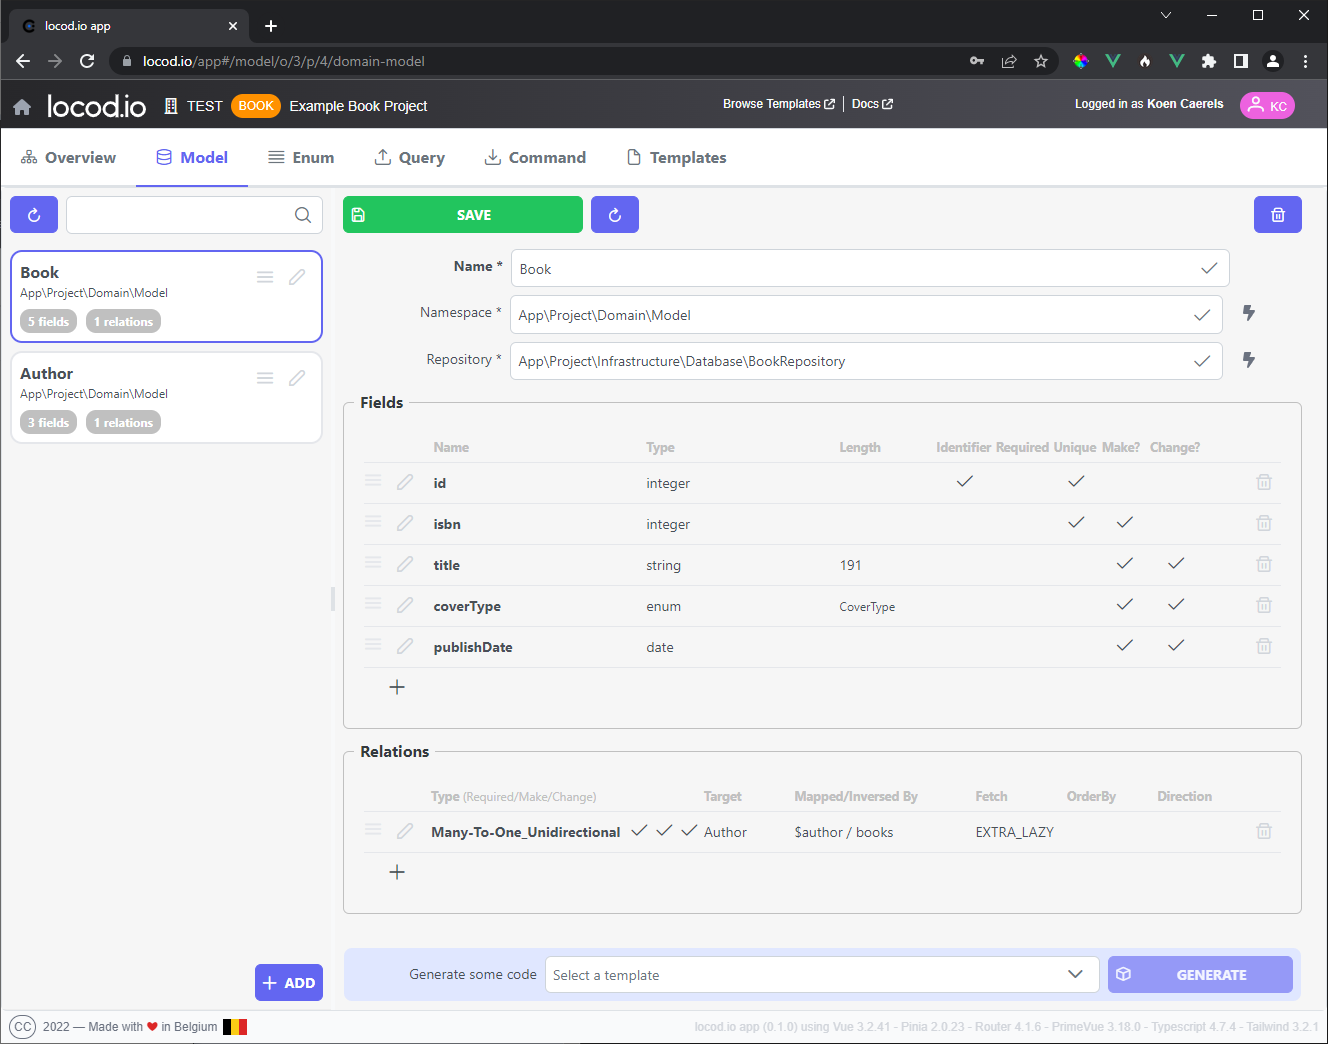 locod.io app
locod.io/app#/model/o/3/p/4/domain-model
locod.io TEST BOOK Example Book Project Browse Templates Docs Logged in as Koen Caerels KC
Overview Model Enum Query Command Templates
SAVE
Book
App\Project\Domain\Model
5 fields 1 relations
Author
App\Project\Domain\Model
3 fields 1 relations
Name * Book
Namespace * App\Project\Domain\Model
Repository * App\Project\Infrastructure\Database\BookRepository
Fields
Name Type Length Identifier Required Unique Make? Change?
id integer
isbn integer
title string 191
coverType enum CoverType
publishDate date
Relations
Type (Required/Make/Change) Target Mapped/Inversed By Fetch OrderBy Direction
Many-To-One_Unidirectional Author $author / books EXTRA_LAZY
ADD
Generate some code Select a template GENERATE
CC 2022 — Made with in Belgium
locod.io app (0.1.0) using Vue 3.2.41 - Pinia 2.0.23 - Router 4.1.6 - PrimeVue 3.18.0 - Typescript 4.7.4 - Tailwind 3.2.1